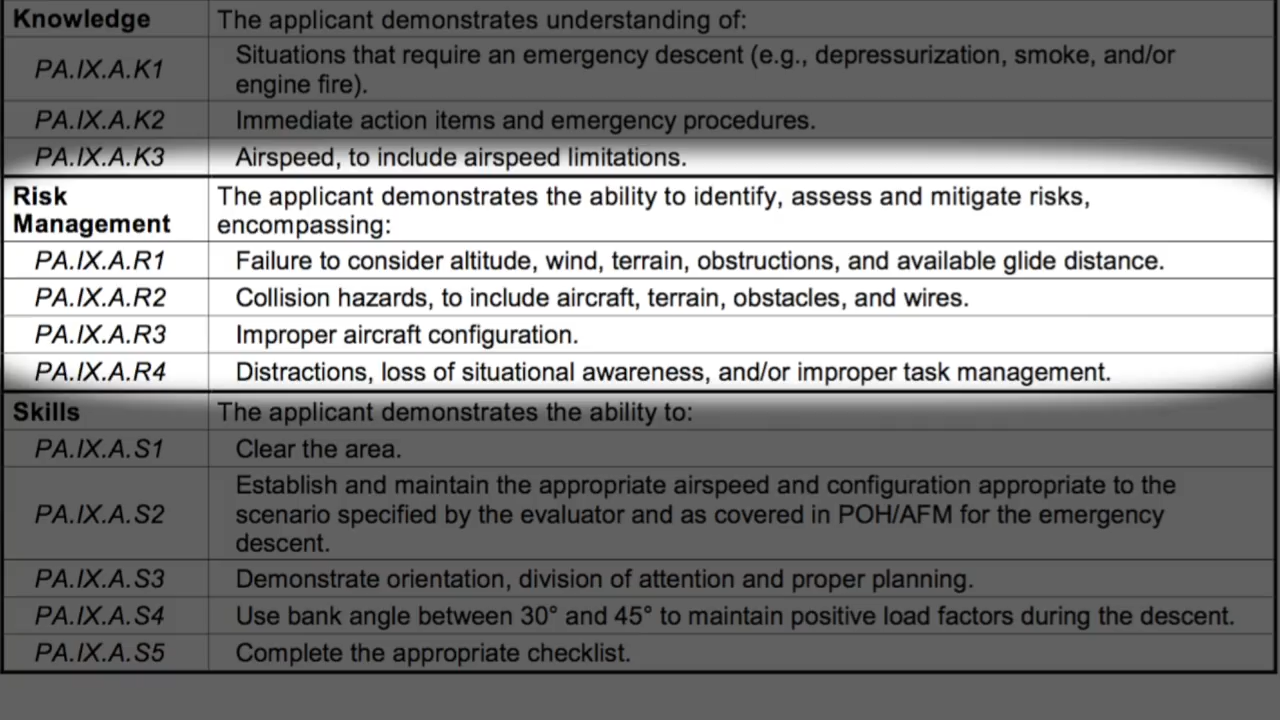 Knowledge The applicant demonstrates understanding of:
PA.IX.A.K1 Situations that require an emergency descent (e.g., depressurization, smoke, and/or
engine fire).
PA.IX.A.K2 Immediate action items and emergency procedures.
PA.IX.A.K3 Airspeed, to include airspeed limitations.
Risk Management The applicant demonstrates the ability to identify, assess and mitigate risks,
encompassing:
PA.IX.A.R1 Failure to consider altitude, wind, terrain, obstructions, and available glide distance.
PA.IX.A.R2 Collision hazards, to include aircraft, terrain, obstacles, and wires.
PA.IX.A.R3 Improper aircraft configuration.
PA.IX.A.R4 Distractions, loss of situational awareness, and/or improper task management.
Skills The applicant demonstrates the ability to:
PA.IX.A.S1 Clear the area.
PA.IX.A.S2 Establish and maintain the appropriate airspeed and configuration appropriate to the
scenario specified by the evaluator and as covered in POH/AFM for the emergency
descent.
PA.IX.A.S3 Demonstrate orientation, division of attention and proper planning.
PA.IX.A.S4 Use bank angle between 30° and 45° to maintain positive load factors during the descent.
PA.IX.A.S5 Complete the appropriate checklist.